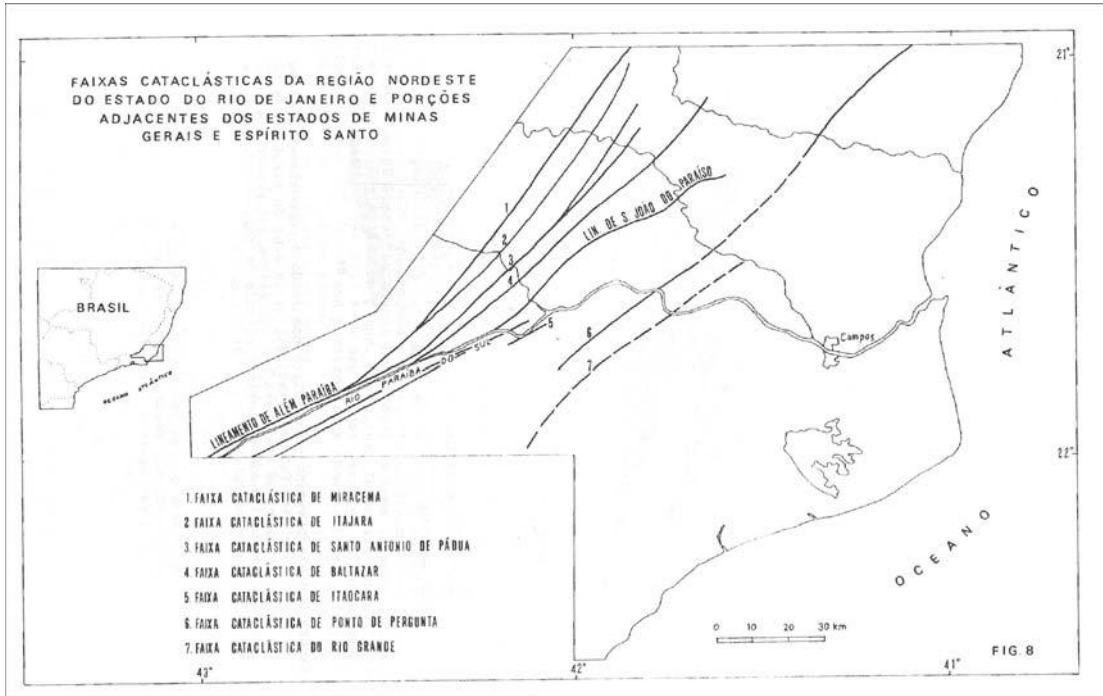 FAIXAS CATACLÁSTICAS DA REGIÃO NORDESTE
DO ESTADO DO RIO DE JANEIRO E PORÇÕES
ADJACENTES DOS ESTADOS DE MINAS
GERAIS E ESPÍRITO SANTO
21°
1
2
3
4
LIN. DE S. JOÃO DO PARAÍSO
BRASIL
OCEANO ATLÂNTICO
5
6
7
Campos
ATLÂNTICO
LINEAMENTO DE ALÉM PARAÍBA
RIO PARAÍBA DO SUL
22°
OCEANO
1. FAIXA CATACLÁSTICA DE MIRACEMA
2 FAIXA CATACLÁSTICA DE ITAJARA
3. FAIXA CATACLÁSTICA DE SANTO ANTONIO DE PÁDUA
4 FAIXA CATACLÁSTICA DE BALTAZAR
5 FAIXA CATACLÁSTICA DE ITAOCARA
6 FAIXA CATACLÁSTICA DE PONTO DE PERGUNTA
7. FAIXA CATACLÁSTICA DO RIO GRANDE
0 10 20 30 km
FIG. 8
43° 42° 41°